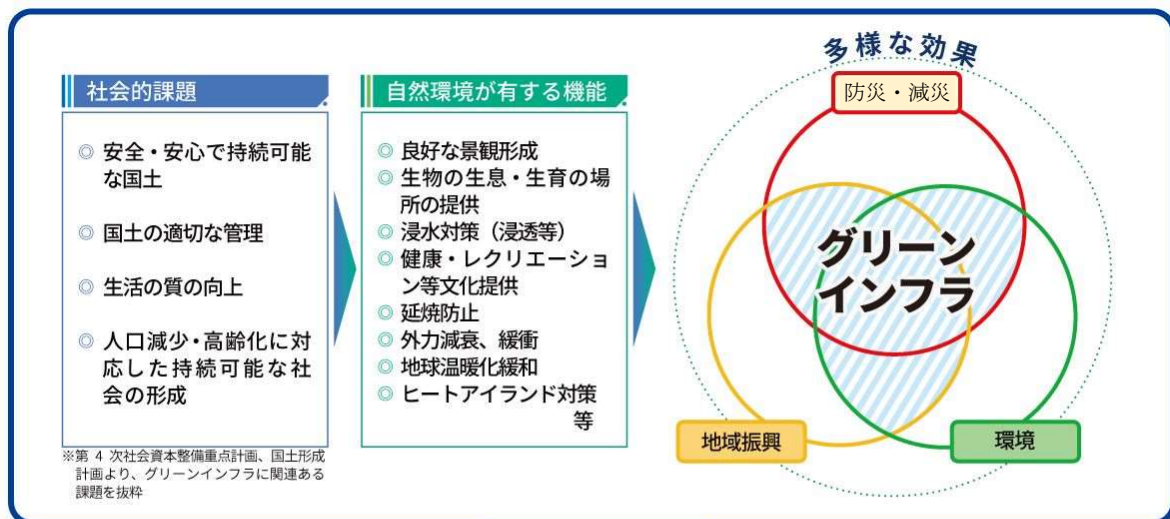 社会的課題
◎ 安全・安心で持続可能
な国土
◎ 国土の適切な管理
◎ 生活の質の向上
◎ 人口減少・高齢化に対
応した持続可能な社
会の形成
※第 4 次社会資本整備重点計画、国土形成
計画より、グリーンインフラに関連ある
課題を抜粋
自然環境が有する機能
◎ 良好な景観形成
◎ 生物の生息・生育の場
所の提供
◎ 浸水対策（浸透等）
◎ 健康・レクリエーショ
ン等文化提供
◎ 延焼防止
◎ 外力減衰、緩衝
◎ 地球温暖化緩和
◎ ヒートアイランド対策
等
多様な効果
防災・減災
グリーン
インフラ
地域振興
環境